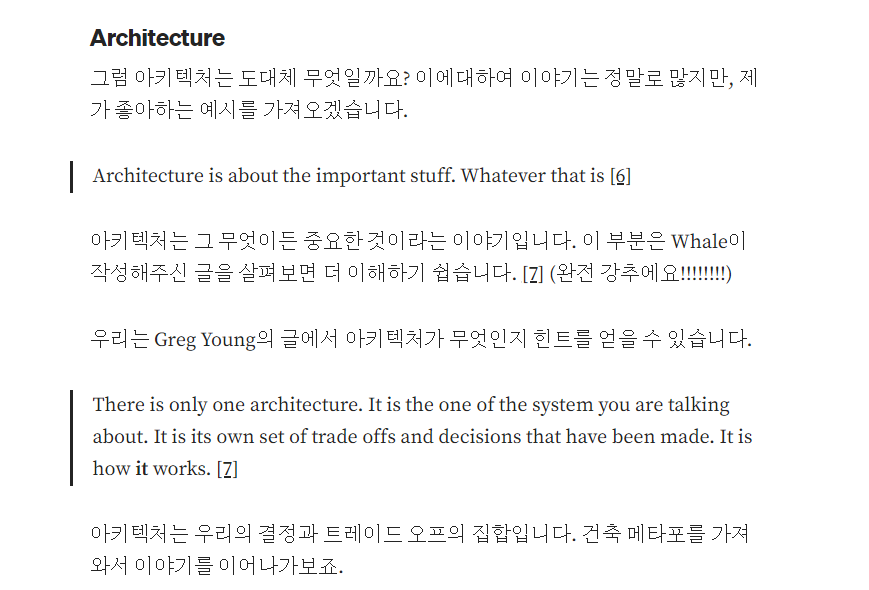 Architecture
그럼 아키텍처는 도대체 무엇일까요? 이에대하여 이야기는 정말로 많지만, 제
가 좋아하는 예시를 가져오겠습니다.
Architecture is about the important stuff. Whatever that is [6]
아키텍처는 그 무엇이든 중요한 것이라는 이야기입니다. 이 부분은 Whale이
작성해주신 글을 살펴보면 더 이해하기 쉽습니다. [7] (완전 강추에요!!!!!!!!)
우리는 Greg Young의 글에서 아키텍처가 무엇인지 힌트를 얻을 수 있습니다.
There is only one architecture. It is the one of the system you are talking
about. It is its own set of trade offs and decisions that have been made. It is
how it works. [7]
아키텍처는 우리의 결정과 트레이드 오프의 집합입니다. 건축 메타포를 가져
와서 이야기를 이어나가보죠.